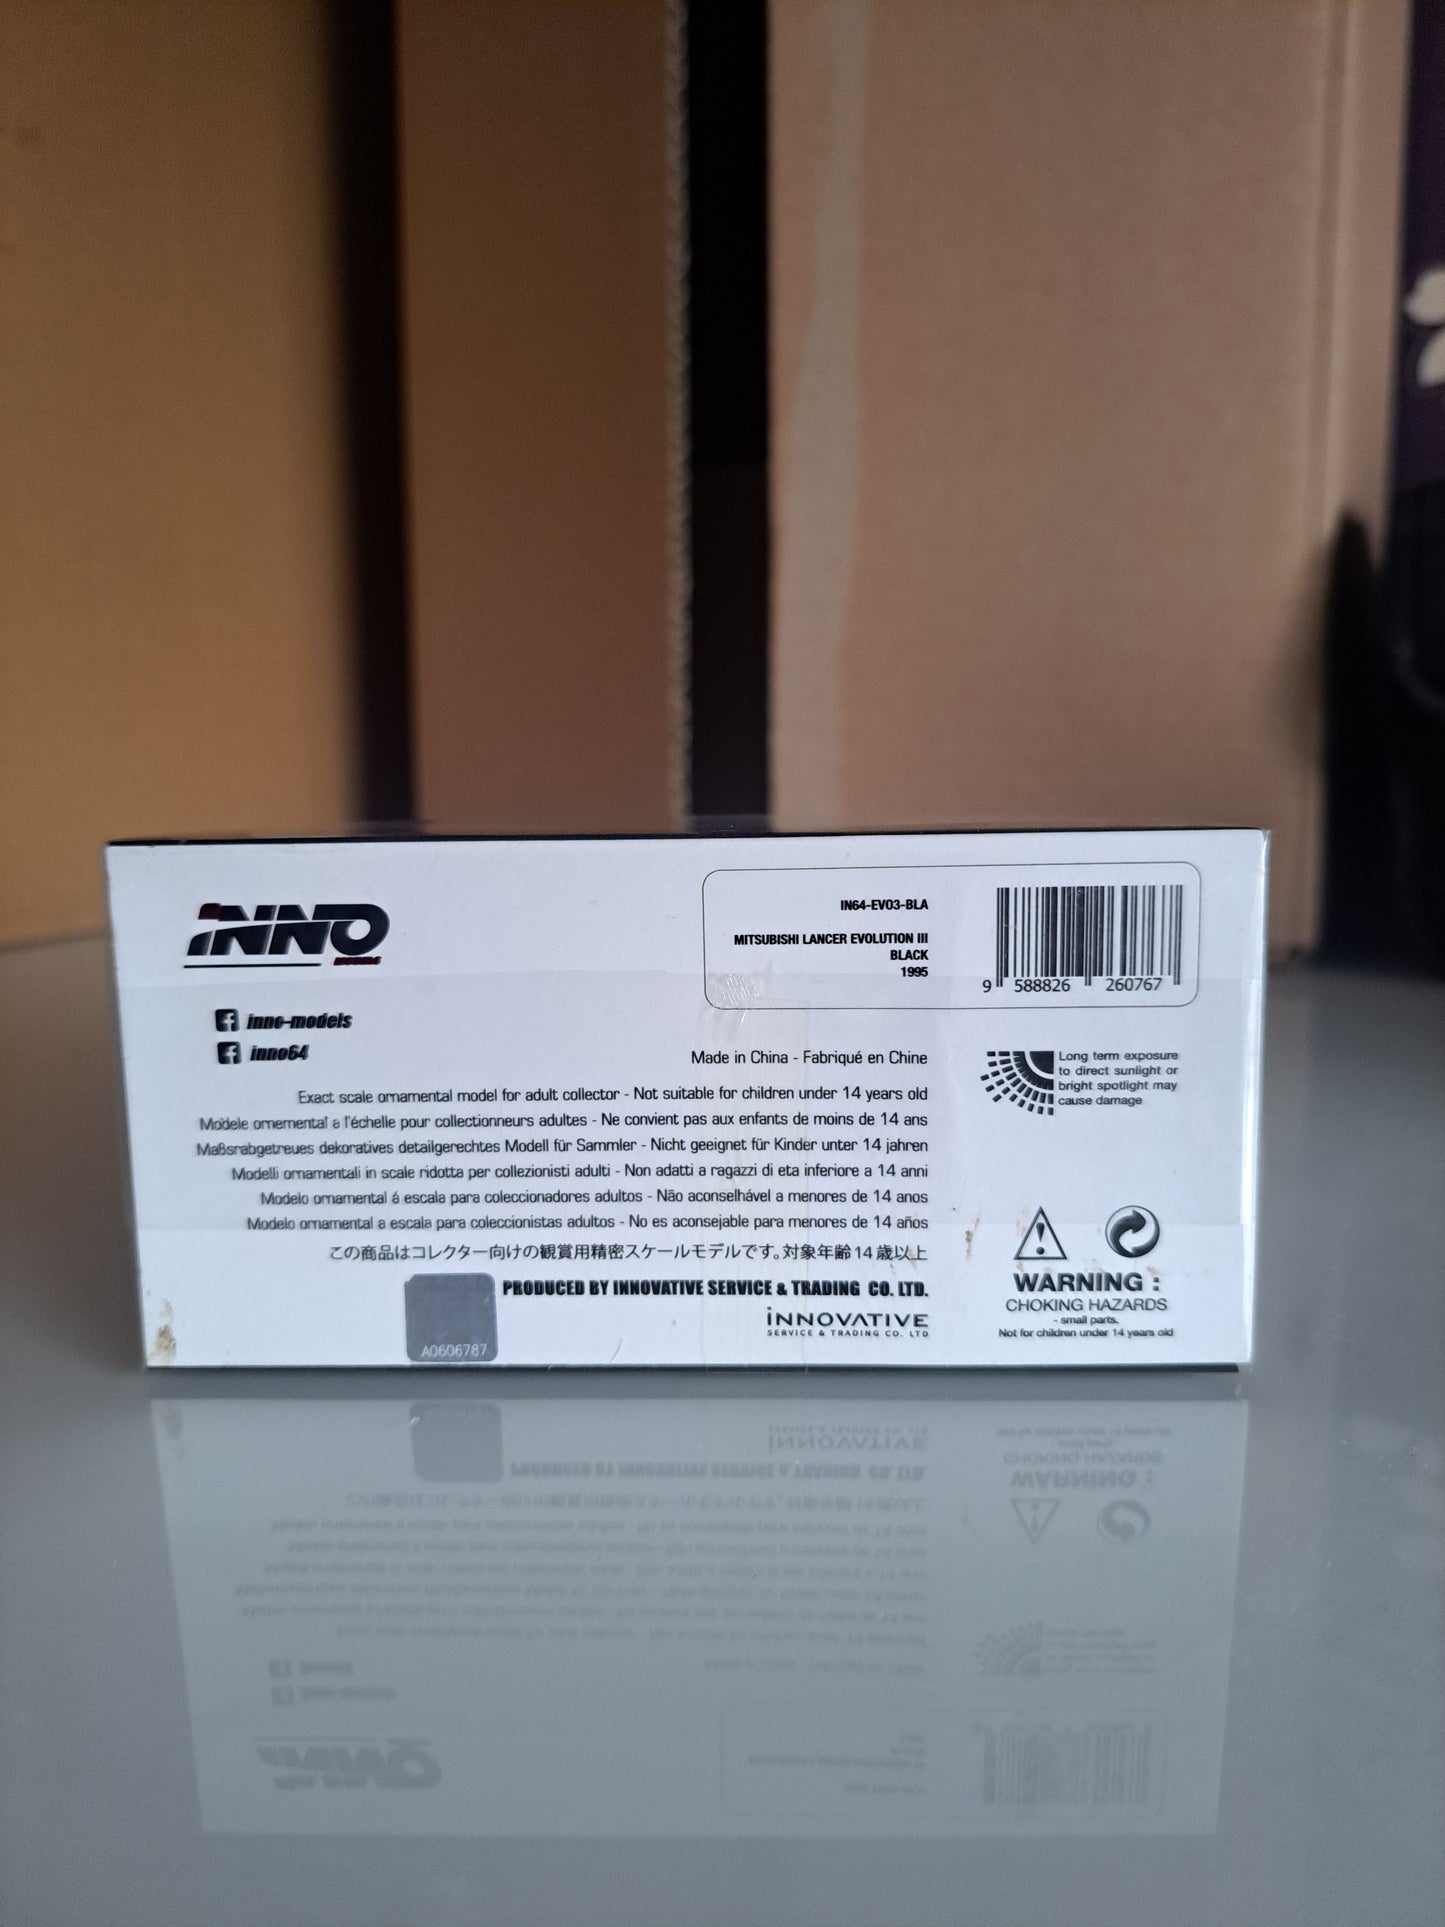 iNNO
MODELS
inno-models
inno64
IN64-EVO3-BLA
MITSUBISHI LANCER EVOLUTION III
BLACK
1995
9 588826 260767
Made in China - Fabriqué en Chine
Long term exposure
to direct sunlight or
bright spotlight may
cause damage
Exact scale ornamental model for adult collector - Not suitable for children under 14 years old
Modèle ornemental a l'échelle pour collectionneurs adultes - Ne convient pas aux enfants de moins de 14 ans
Maßsrabgetreues dekoratives detailgerechtes Modell für Sammler - Nicht geeignet für Kinder unter 14 jahren
Modelli ornamentali in scale ridotta per collezionisti adulti - Non adatti a ragazzi di eta inferiore a 14 anni
Modelo ornamental á escala para coleccionadores adultos - Não aconselhável a menores de 14 anos
Modelo ornamental a escala para coleccionistas adultos - No es aconsejable para menores de 14 años
この商品はコレクター向けの観賞用精密スケールモデルです。対象年齢14歳以上
PRODUCED BY INNOVATIVE SERVICE & TRADING CO. LTD.
iNNOVATIVE
SERVICE & TRADING CO. LTD
A0606787
WARNING :
CHOKING HAZARDS
- small parts.
Not for children under 14 years old